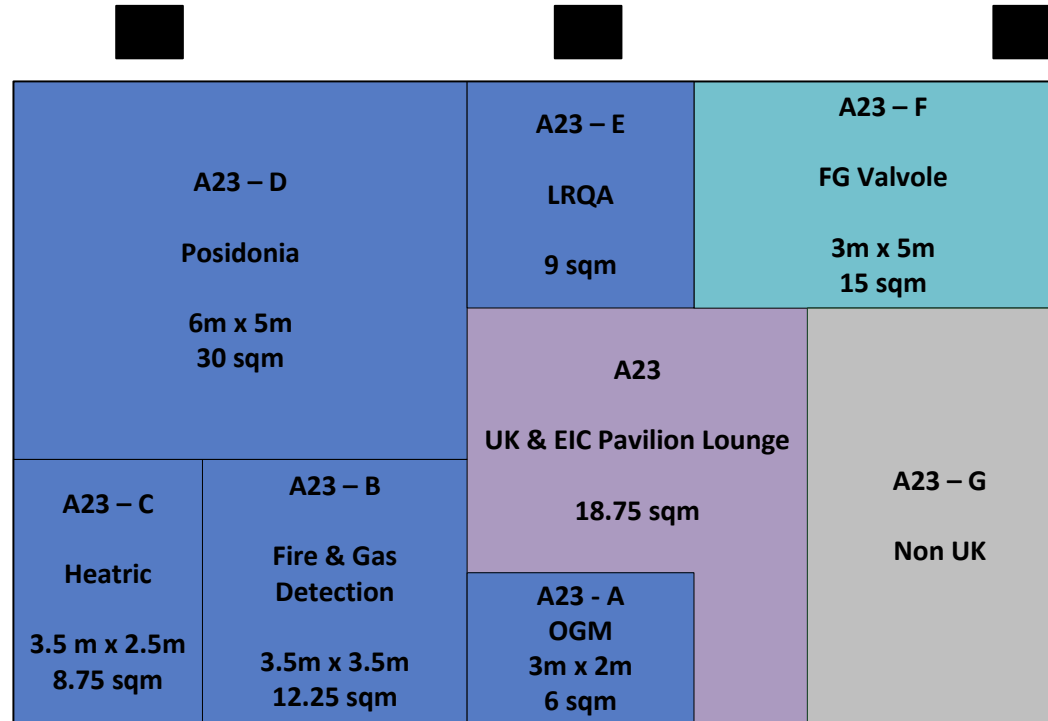 A23 – D
Posidonia
6m x 5m
30 sqm
A23 – E
LRQA
9 sqm
A23 – F
FG Valvole
3m x 5m
15 sqm
A23
UK & EIC Pavilion Lounge
18.75 sqm
A23 – G
Non UK
A23 – C
Heatric
3.5 m x 2.5m
8.75 sqm
A23 – B
Fire & Gas
Detection
3.5m x 3.5m
12.25 sqm
A23 - A
OGM
3m x 2m
6 sqm